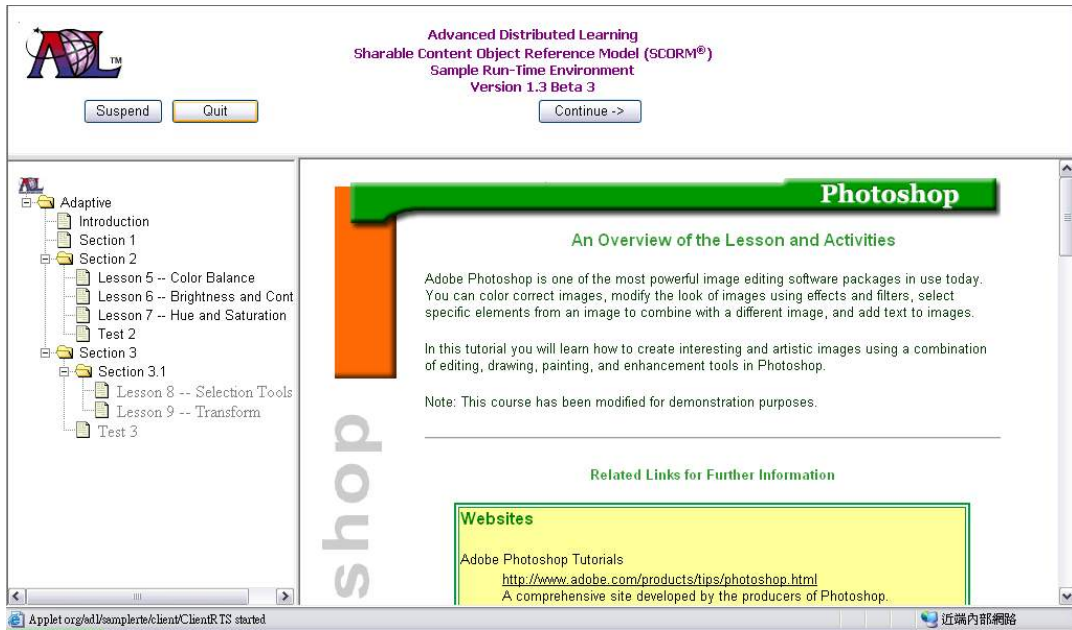 ADL TM
Advanced Distributed Learning
Sharable Content Object Reference Model (SCORM®)
Sample Run-Time Environment
Version 1.3 Beta 3
Suspend
Quit
Continue ->
ADL
Adaptive
Introduction
Section 1
Section 2
Lesson 5 -- Color Balance
Lesson 6 -- Brightness and Cont
Lesson 7 -- Hue and Saturation
Test 2
Section 3
Section 3.1
Lesson 8 -- Selection Tools
Lesson 9 -- Transform
Test 3
shop
Photoshop
An Overview of the Lesson and Activities
Adobe Photoshop is one of the most powerful image editing software packages in use today.
You can color correct images, modify the look of images using effects and filters, select
specific elements from an image to combine with a different image, and add text to images.
In this tutorial you will learn how to create interesting and artistic images using a combination
of editing, drawing, painting, and enhancement tools in Photoshop.
Note: This course has been modified for demonstration purposes.
Related Links for Further Information
Websites
Adobe Photoshop Tutorials
http://www.adobe.com/products/tips/photoshop.html
A comprehensive site developed by the producers of Photoshop.
Applet org/adl/samplerte/client/ClientRTS started
近端內部網路